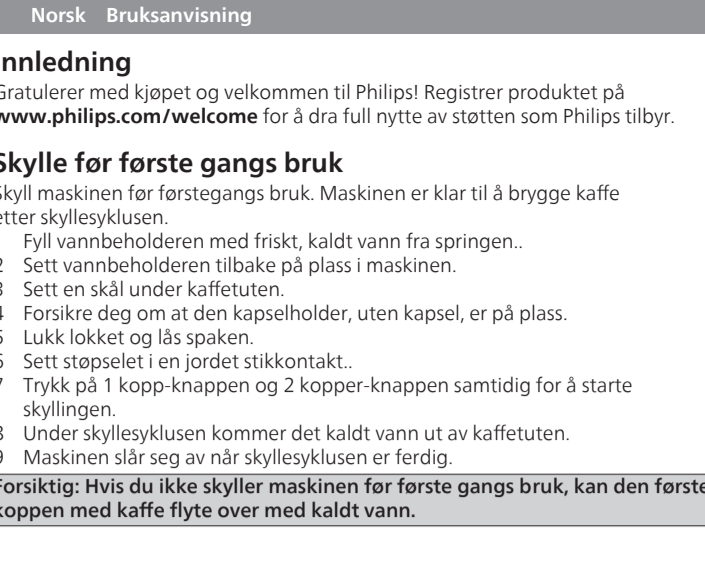 Norsk Bruksanvisning
nnledning
Gratulerer med kjøpet og velkommen til Philips! Registrer produktet på
www.philips.com/welcome for å dra full nytte av støtten som Philips tilbyr.
Skylle før første gangs bruk
Skyll maskinen før førstegangs bruk. Maskinen er klar til å brygge kaffe
etter skyllesyklusen.
Fyll vannbeholderen med friskt, kaldt vann fra springen..
2 Sett vannbeholderen tilbake på plass i maskinen.
3 Sett en skål under kaffetuten.
4 Forsikre deg om at den kapselholder, uten kapsel, er på plass.
5 Lukk lokket og lås spaken.
6 Sett støpselet i en jordet stikkontakt..
7 Trykk på 1 kopp-knappen og 2 kopper-knappen samtidig for å starte
skyllingen.
8 Under skyllesyklusen kommer det kaldt vann ut av kaffetuten.
9 Maskinen slår seg av når skyllesyklusen er ferdig.
Forsiktig: Hvis du ikke skyller maskinen før første gangs bruk, kan den første
koppen med kaffe flyte over med kaldt vann.